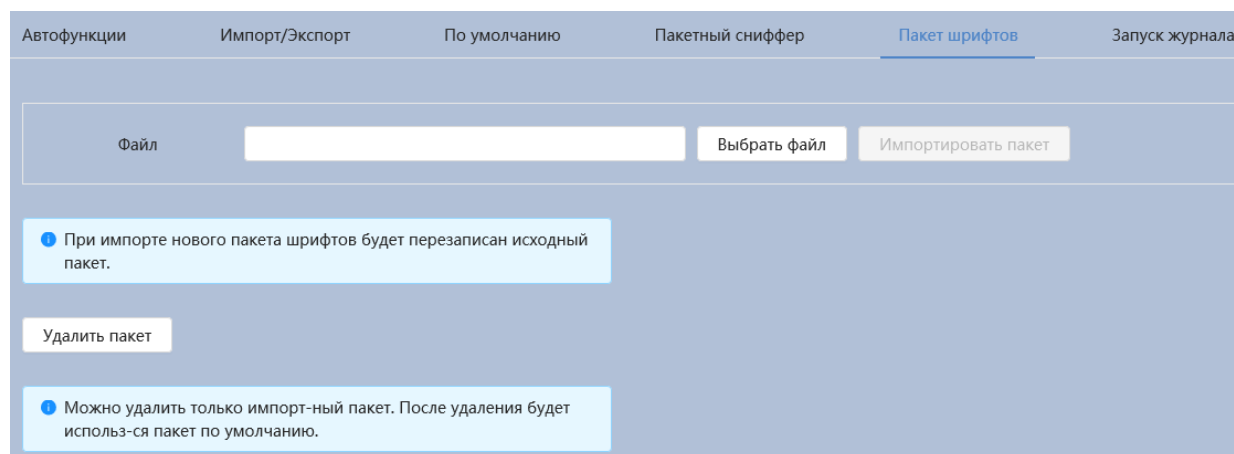 Автофункции Импорт/Экспорт По умолчанию Пакетный сниффер Пакет шрифтов Запуск журнала
Файл Выбрать файл Импортировать пакет
При импорте нового пакета шрифтов будет перезаписан исходный
пакет.
Удалить пакет
Можно удалить только импорт-ный пакет. После удаления будет
использ-ся пакет по умолчанию.